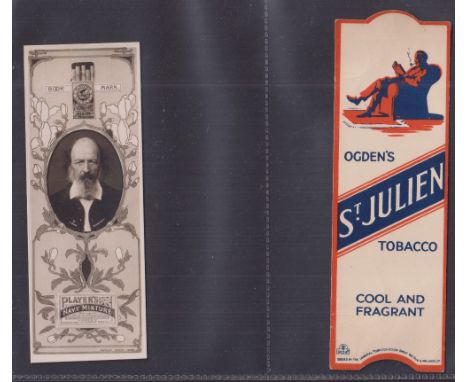 BOOK MARK
PLAYER'S
NAVY MIXTURE
OGDEN'S
ST JULIEN
TOBACCO
COOL AND
FRAGRANT